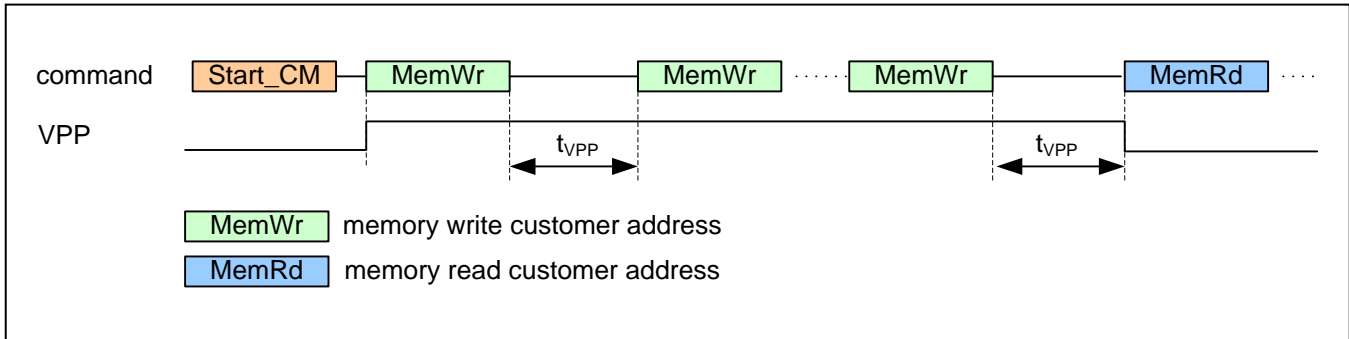 command Start_CM MemWr MemWr ...... MemWr MemRd ....
VPP
tVPP tVPP
MemWr memory write customer address
MemRd memory read customer address